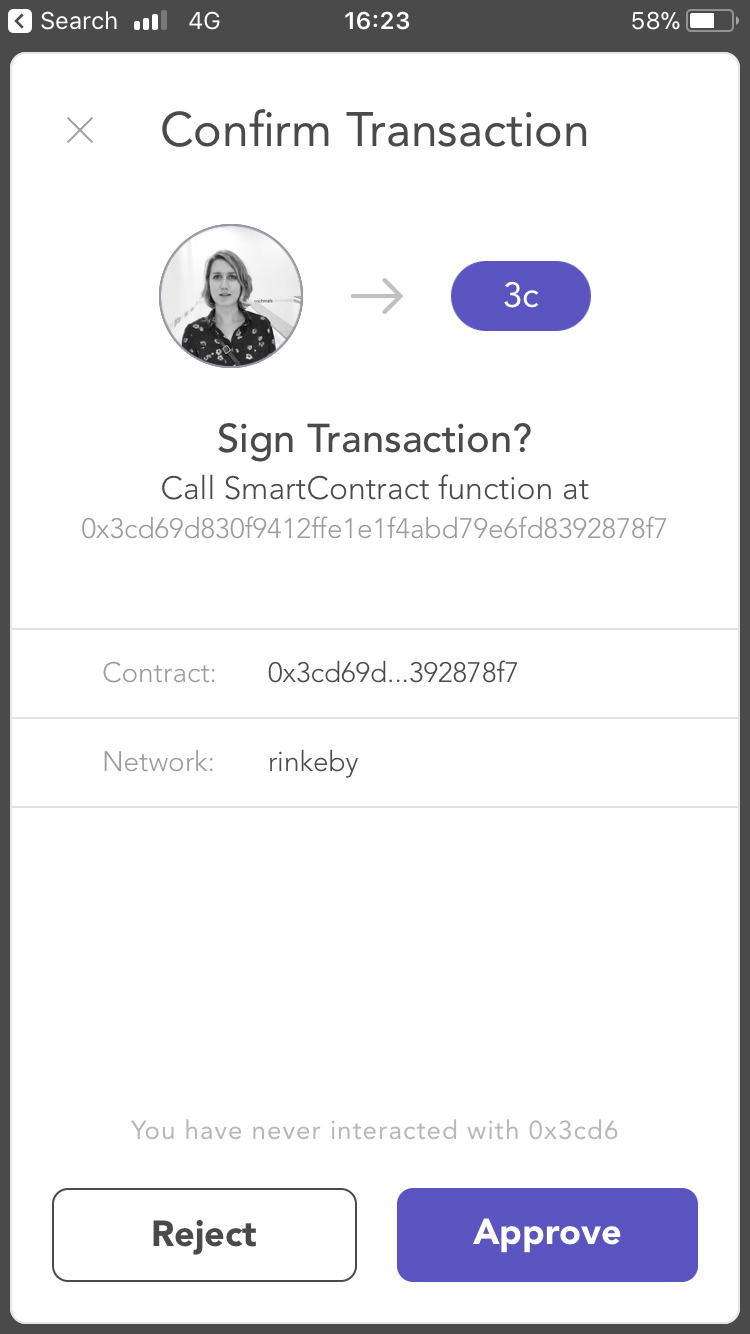 Search 4G 16:23 58%
Confirm Transaction
3c
Sign Transaction?
Call SmartContract function at
0x3cd69d830f9412ffe1e1f4abd79e6fd8392878f7
Contract: 0x3cd69d...392878f7
Network: rinkeby
You have never interacted with 0x3cd6
Reject Approve